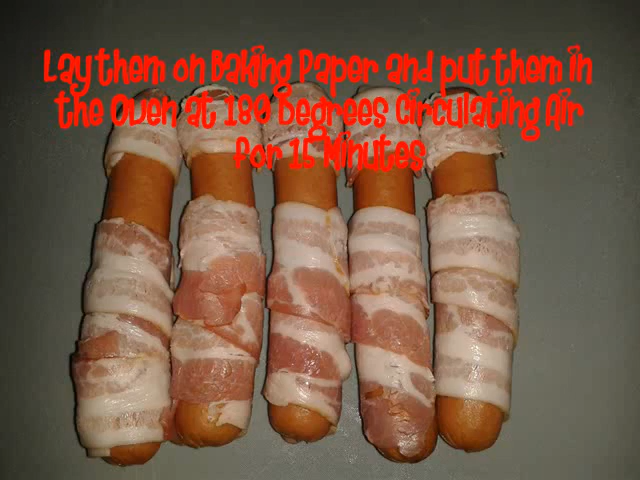 Lay them on Baking Paper and put them in
the Oven at 180 Degrees Circulating Air
for 15 Minutes